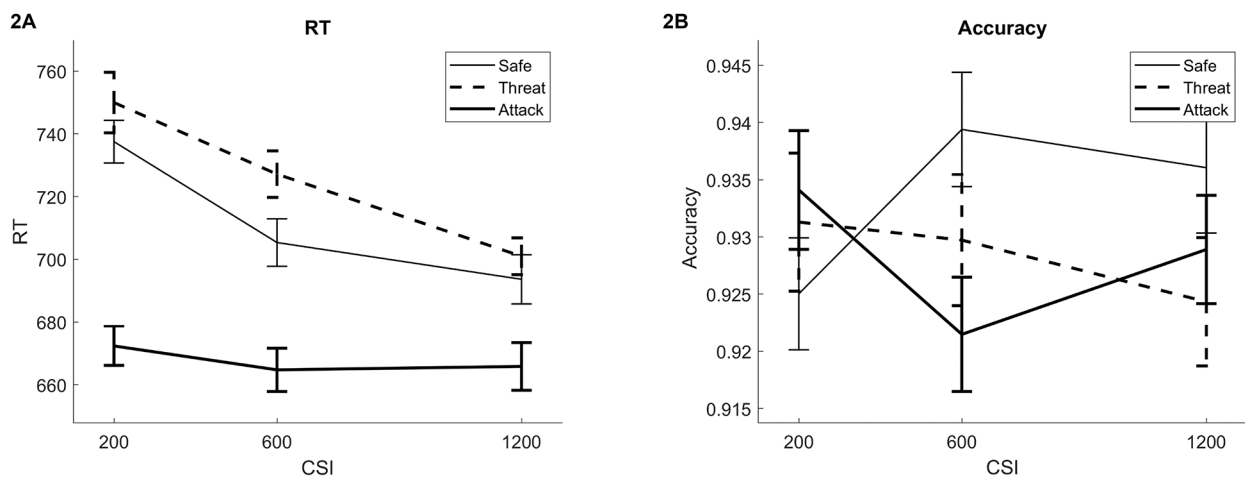 2A
RT
760
740
720
700
680
660
RT
200
600
1200
CSI
Safe
Threat
Attack
2B
Accuracy
0.945
0.94
0.935
0.93
0.925
0.92
0.915
Accuracy
200
600
1200
CSI
Safe
Threat
Attack